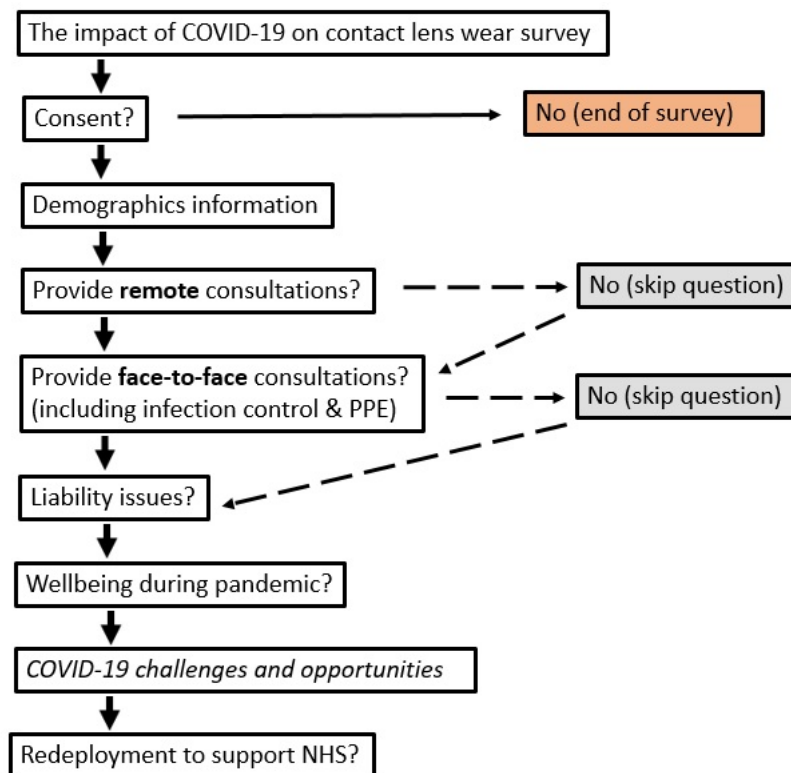 The impact of COVID-19 on contact lens wear survey
Consent?
No (end of survey)
Demographics information
Provide remote consultations?
No (skip question)
Provide face-to-face consultations?
(including infection control & PPE)
No (skip question)
Liability issues?
Wellbeing during pandemic?
COVID-19 challenges and opportunities
Redeployment to support NHS?